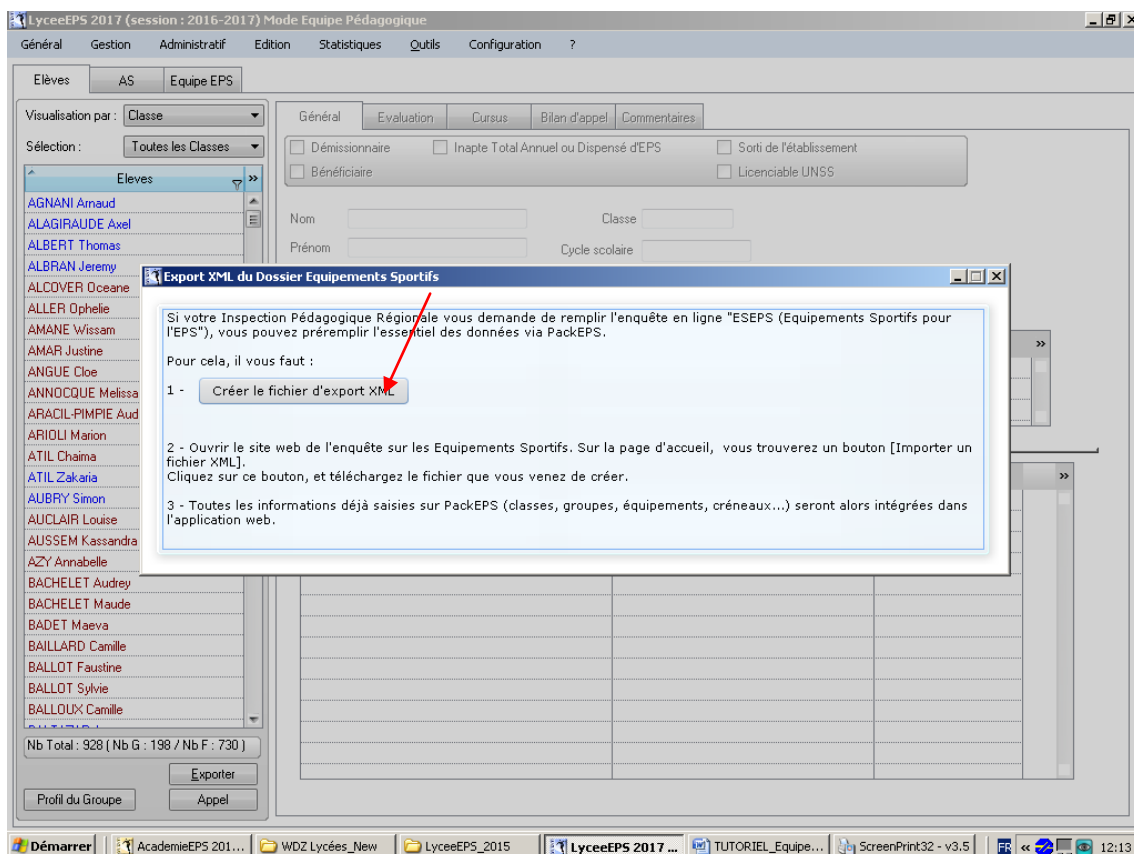 LyceeEPS 2017 (session : 2016-2017) Mode Equipe Pédagogique
Général Gestion Administratif Edition Statistiques Outils Configuration ?
Elèves AS Equipe EPS
Visualisation par : Classe
Sélection : Toutes les Classes
Eleves
AGNANI Arnaud
ALAGIRAUDE Axel
ALBERT Thomas
ALBRAN Jeremy
ALCOVER Oceane
ALLER Ophelie
AMANE Wissam
AMAR Justine
ANGUE Cloe
ANNOCQUE Melissa
ARACIL-PIMPIE Aud
ARIOLI Marion
ATIL Chaima
ATIL Zakaria
AUBRY Simon
AUCLAIR Louise
AUSSEM Kassandra
AZY Annabelle
BACHELET Audrey
BACHELET Maude
BADET Maeva
BAILLARD Camille
BALLOT Faustine
BALLOT Sylvie
BALLOUX Camille
Nb Total : 928 ( Nb G : 198 / Nb F : 730 )
Exporter
Profil du Groupe Appel
Général Evaluation Cursus Bilan d'appel Commentaires
Démissionnaire Inapte Total Annuel ou Dispensé d'EPS Sorti de l'établissement
Bénéficiaire Licenciable UNSS
Nom Classe
Prénom Cycle scolaire
Export XML du Dossier Equipements Sportifs
Si votre Inspection Pédagogique Régionale vous demande de remplir l'enquête en ligne "ESEPS (Equipements Sportifs pour
l'EPS"), vous pouvez préremplir l'essentiel des données via PackEPS.
Pour cela, il vous faut :
1 - Créer le fichier d'export XML
2 - Ouvrir le site web de l'enquête sur les Equipements Sportifs. Sur la page d'accueil, vous trouverez un bouton [Importer un
fichier XML].
Cliquez sur ce bouton, et téléchargez le fichier que vous venez de créer.
3 - Toutes les informations déjà saisies sur PackEPS (classes, groupes, équipements, créneaux...) seront alors intégrées dans
l'application web.
Démarrer AcademieEPS 201... WDZ Lycées_New LyceeEPS_2015 LyceeEPS 2017 ... TUTORIEL_Equipe... ScreenPrint32 - v3.5 FR 12:13